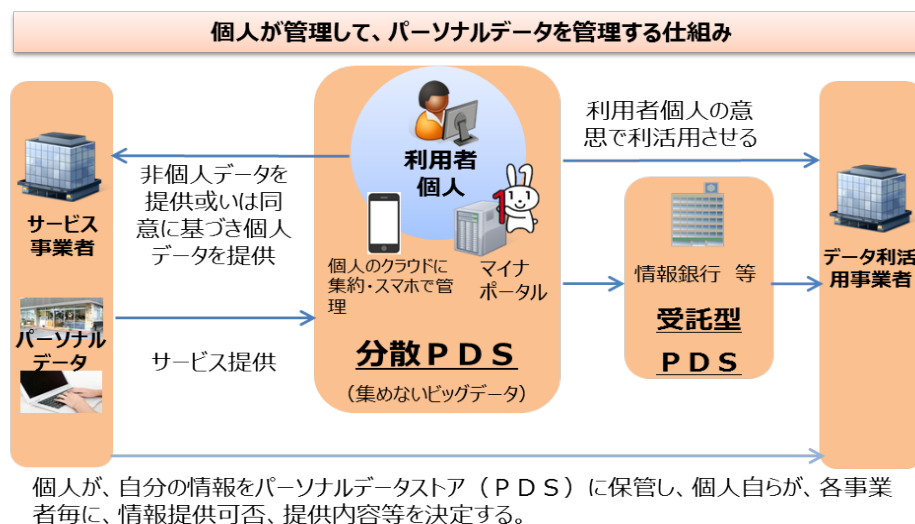 個人が管理して、パーソナルデータを管理する仕組み
サービス
事業者
パーソナル
データ
非個人データを
提供或いは同
意に基づき個人
データを提供
サービス提供
利用者
個人
個人のクラウドに
集約・スマホで管
理
1
マイナ
ポータル
分散ＰＤＳ
（集めないビッグデータ）
利用者個人の意
思で利活用させる
情報銀行 等
受託型
ＰＤＳ
データ利活
用事業者
個人が、自分の情報をパーソナルデータストア（ＰＤＳ）に保管し、個人自らが、各事業
者毎に、情報提供可否、提供内容等を決定する。